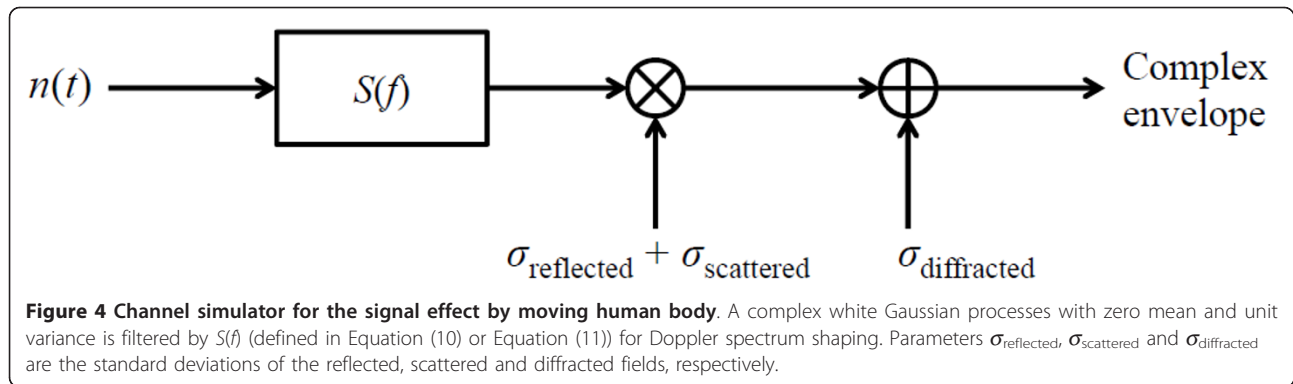 n(t)
S(f)
Complex
envelope
σreflected + σscattered
σdiffracted
Figure 4 Channel simulator for the signal effect by moving human body. A complex white Gaussian processes with zero mean and unit
variance is filtered by S(f) (defined in Equation (10) or Equation (11)) for Doppler spectrum shaping. Parameters σreflected, σscattered and σdiffracted
are the standard deviations of the reflected, scattered and diffracted fields, respectively.